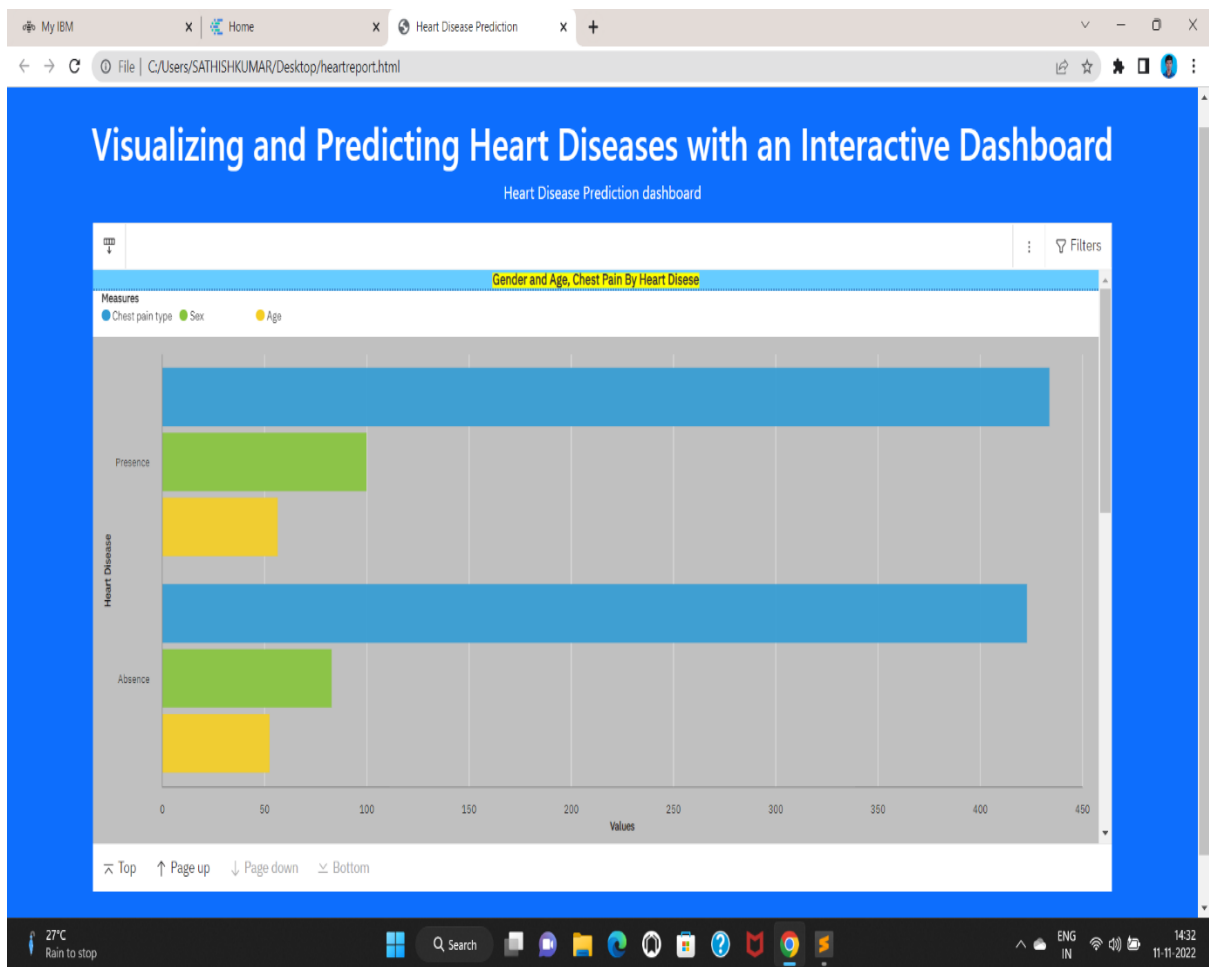 My IBM
Home
Heart Disease Prediction
File | C:/Users/SATHISHKUMAR/Desktop/heartreport.html
Visualizing and Predicting Heart Diseases with an Interactive Dashboard
Heart Disease Prediction dashboard
Filters
Gender and Age, Chest Pain By Heart Disese
Measures
Chest pain type Sex Age
Presence
Heart Disease
Absence
0 50 100 150 200 250 300 350 400 450
Values
Top Page up Page down Bottom
27°C
Rain to stop
Search
ENG
IN
14:32
11-11-2022